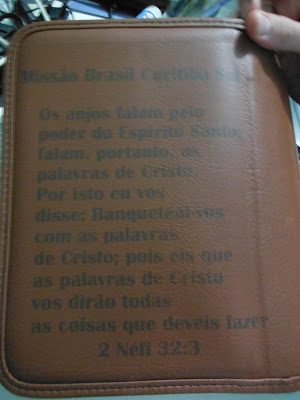 Missão Brasil Curitiba Sul
Os anjos falam pelo
poder do Espírito Santo;
falam, portanto, as
palavras de Cristo.
Por isto eu vos
disse: Banqueteai-vos
com as palavras
de Cristo; pois eis que
as palavras de Cristo
vos dirão todas
as coisas que deveis fazer
2 Néfi 32:3